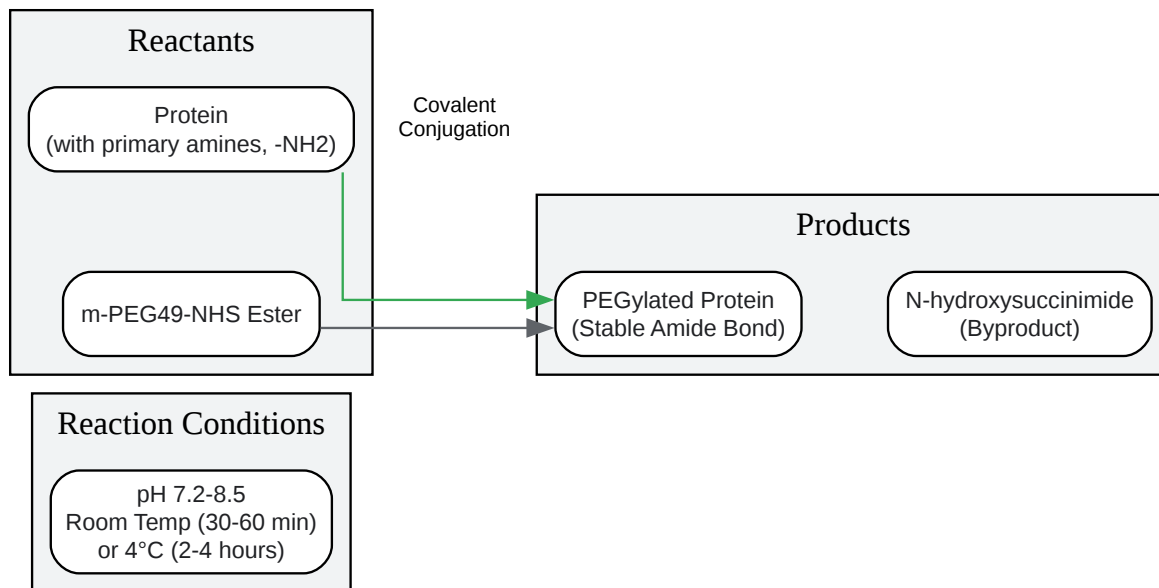 Reactants
Protein
(with primary amines, -NH2)
Covalent
Conjugation
m-PEG49-NHS Ester
Products
PEGylated Protein
(Stable Amide Bond)
N-hydroxysuccinimide
(Byproduct)
Reaction Conditions
pH 7.2-8.5
Room Temp (30-60 min)
or 4°C (2-4 hours)